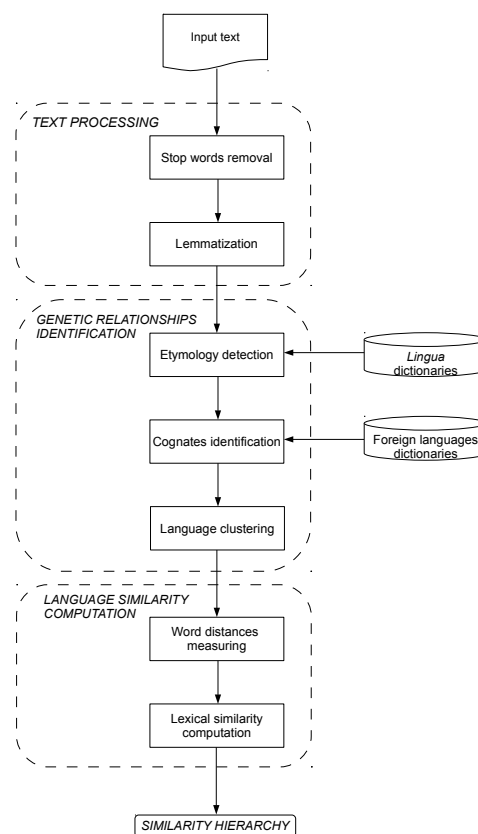 Input text
TEXT PROCESSING
Stop words removal
Lemmatization
GENETIC RELATIONSHIPS
IDENTIFICATION
Etymology detection
Lingua
dictionaries
Cognates identification
Foreign languages
dictionaries
Language clustering
LANGUAGE SIMILARITY
COMPUTATION
Word distances
measuring
Lexical similarity
computation
SIMILARITY HIERARCHY